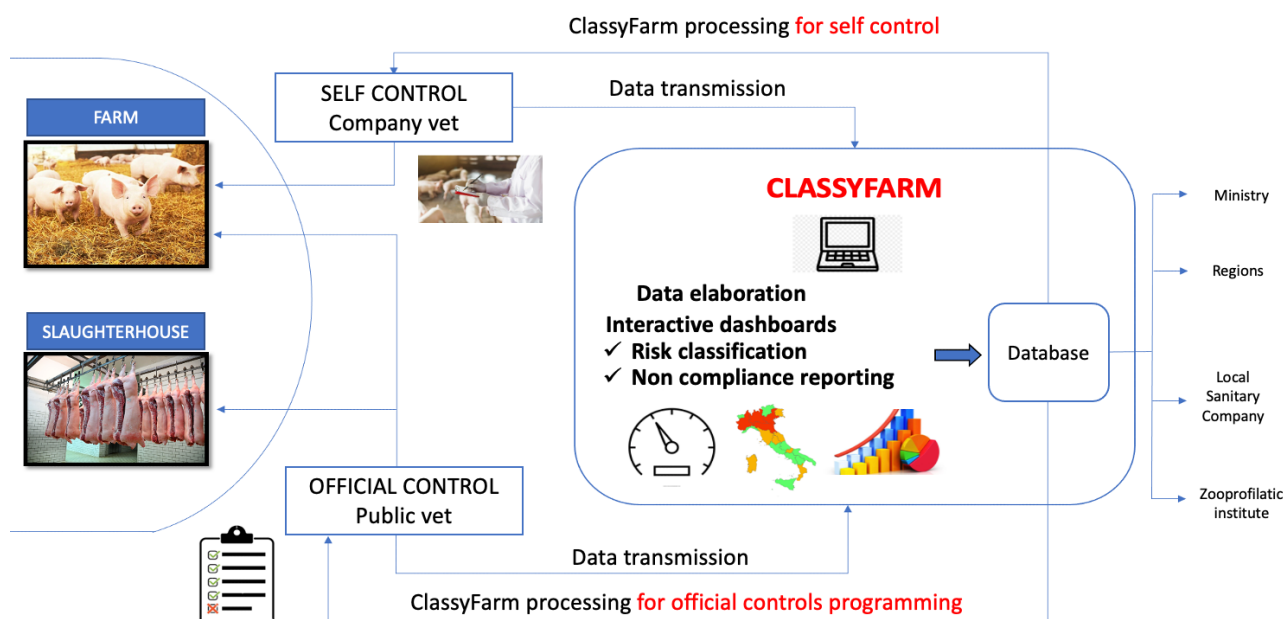 ClassyFarm processing for self control
SELF CONTROL
Company vet
Data transmission
FARM
CLASSYFARM
Data elaboration
Interactive dashboards
✓ Risk classification
✓ Non compliance reporting
Database
Ministry
Regions
Local
Sanitary
Company
Zooprofilatic
institute
SLAUGHTERHOUSE
OFFICIAL CONTROL
Public vet
Data transmission
ClassyFarm processing for official controls programming